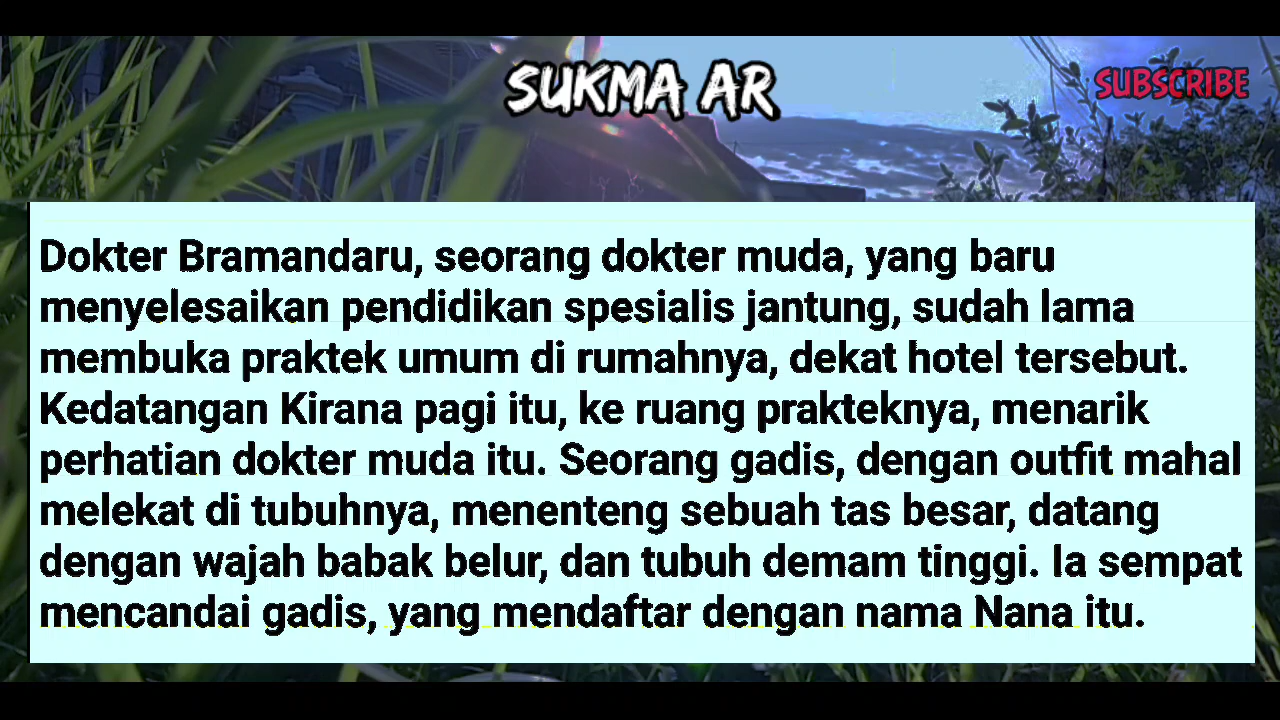 SUKMA AR
SUBSCRIBE
Dokter Bramandaru, seorang dokter muda, yang baru
menyelesaikan pendidikan spesialis jantung, sudah lama
membuka praktek umum di rumahnya, dekat hotel tersebut.
Kedatangan Kirana pagi itu, ke ruang prakteknya, menarik
perhatian dokter muda itu. Seorang gadis, dengan outfit mahal
melekat di tubuhnya, menenteng sebuah tas besar, datang
dengan wajah babak belur, dan tubuh demam tinggi. Ia sempat
mencandai gadis, yang mendaftar dengan nama Nana itu.